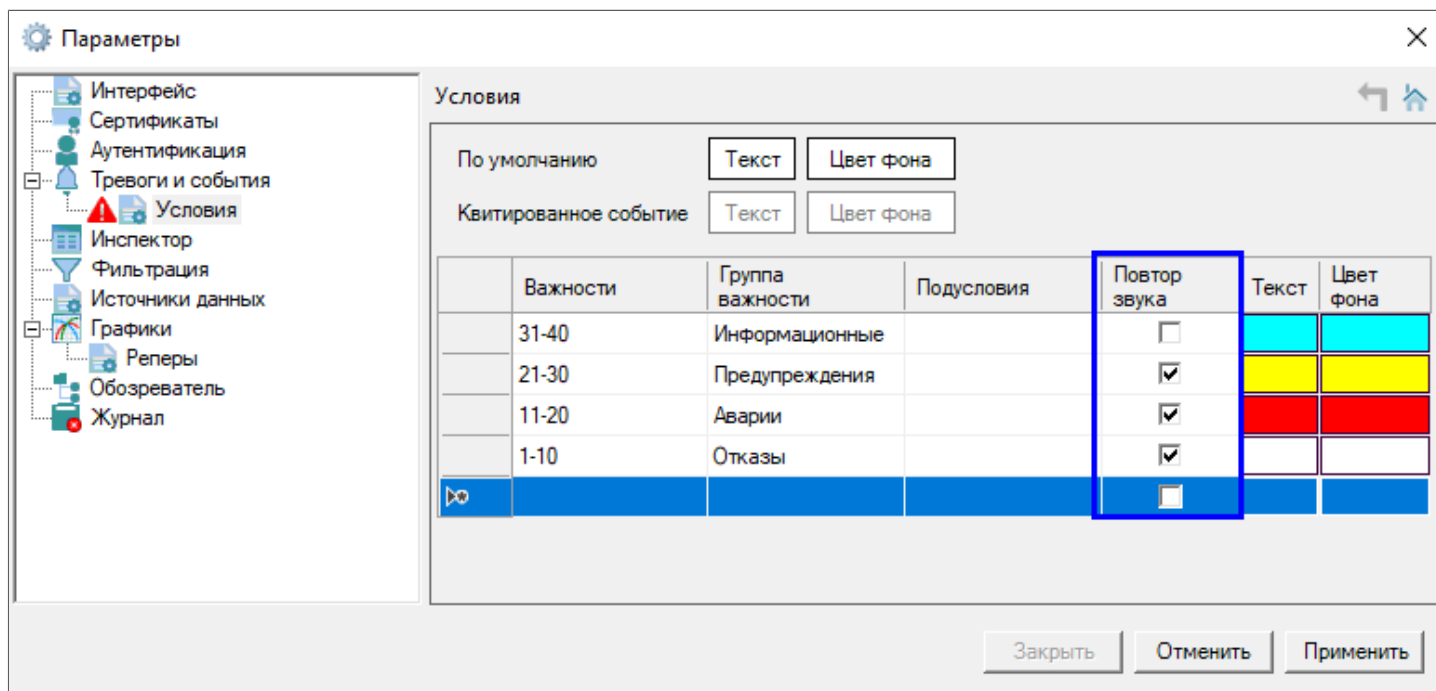 Параметры
Интерфейс
Сертификаты
Аутентификация
Тревоги и события
Условия
Инспектор
Фильтрация
Источники данных
Графики
Реперы
Обозреватель
Журнал
Условия
По умолчанию Текст Цвет фона
Квитированное событие Текст Цвет фона
Важности Группа важности Подусловия Повтор звука Текст Цвет фона
31-40 Информационные
21-30 Предупреждения
11-20 Аварии
1-10 Отказы
Закрыть Отменить Применить